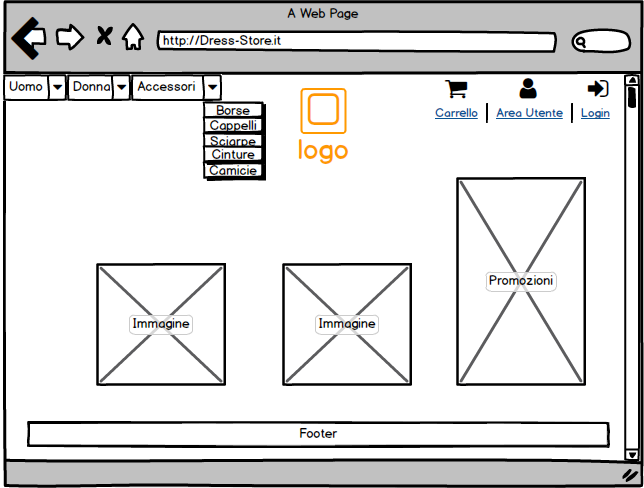 A Web Page
http://Dress-Store.it
Uomo
Donna
Accessori
Borse
Cappelli
Sciarpe
Cinture
Camicie
logo
Carrello
Area Utente
Login
Promozioni
Immagine
Immagine
Footer